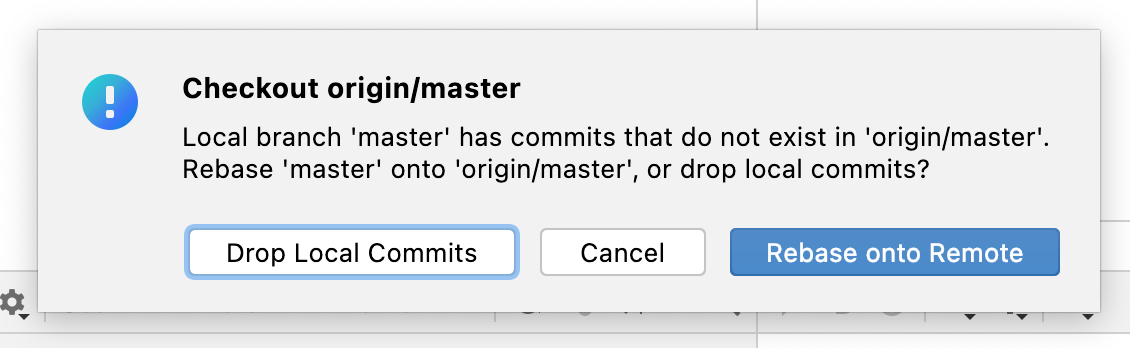 Checkout origin/master
Local branch 'master' has commits that do not exist in 'origin/master'.
Rebase 'master' onto 'origin/master', or drop local commits?
Drop Local Commits
Cancel
Rebase onto Remote